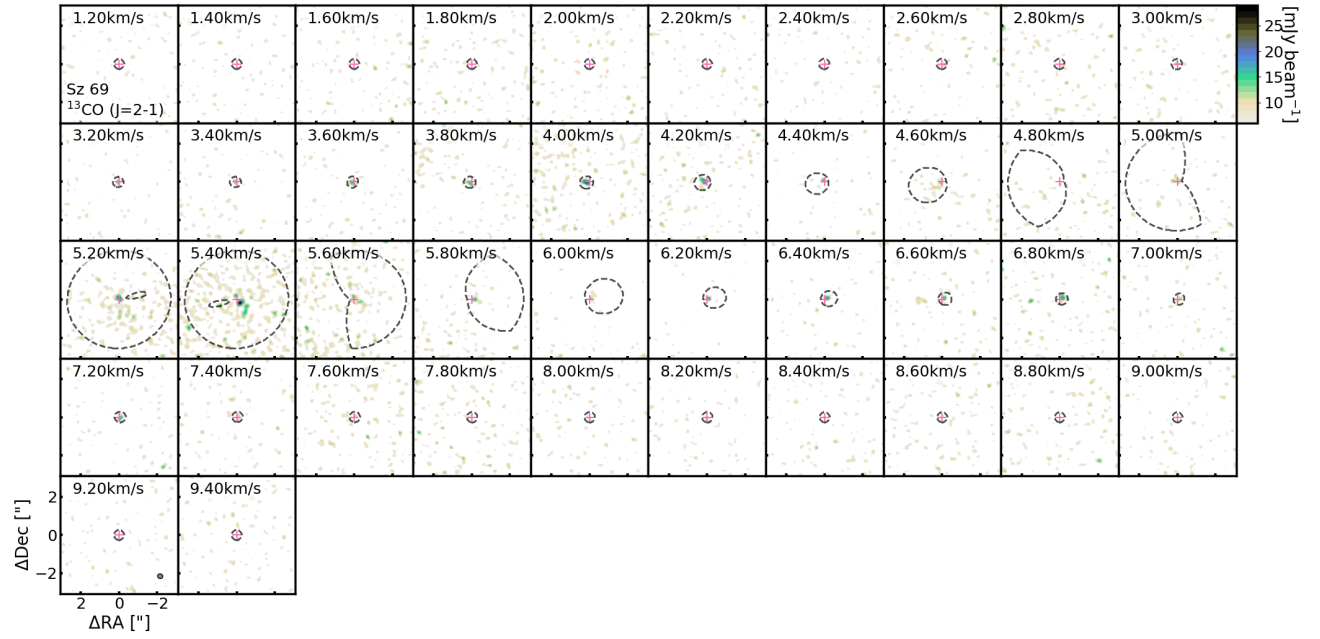 1.20km/s 1.40km/s 1.60km/s 1.80km/s 2.00km/s 2.20km/s 2.40km/s 2.60km/s 2.80km/s 3.00km/s
Sz 69
¹³CO (J=2-1)
25
20
15
10
[mJy beam⁻¹]
3.20km/s 3.40km/s 3.60km/s 3.80km/s 4.00km/s 4.20km/s 4.40km/s 4.60km/s 4.80km/s 5.00km/s
5.20km/s 5.40km/s 5.60km/s 5.80km/s 6.00km/s 6.20km/s 6.40km/s 6.60km/s 6.80km/s 7.00km/s
7.20km/s 7.40km/s 7.60km/s 7.80km/s 8.00km/s 8.20km/s 8.40km/s 8.60km/s 8.80km/s 9.00km/s
9.20km/s 9.40km/s
2
0
−2
ΔDec ["]
2 0 −2
ΔRA ["]